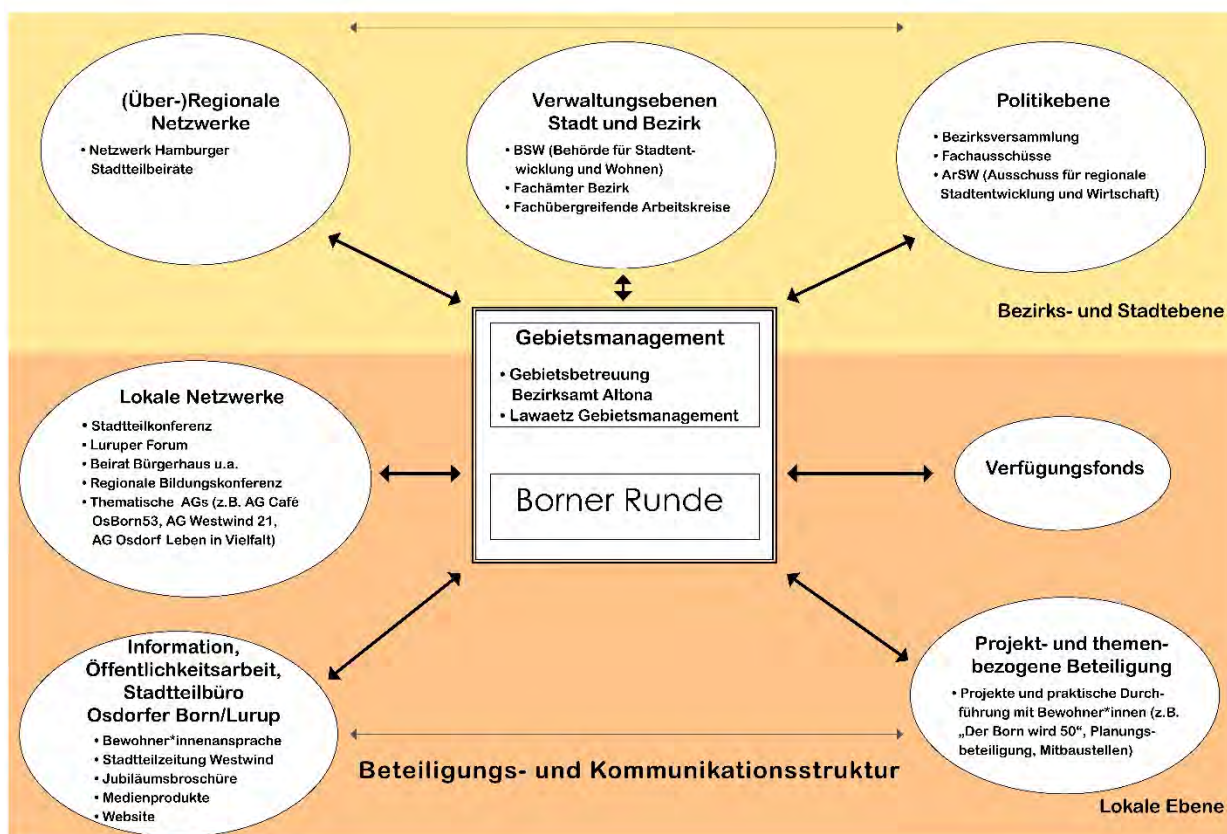 (Über-)Regionale
Netzwerke
• Netzwerk Hamburger
Stadtteilbeiräte
Verwaltungsebenen
Stadt und Bezirk
• BSW (Behörde für Stadtent-
wicklung und Wohnen)
• Fachämter Bezirk
• Fachübergreifende Arbeitskreise
Politikebene
• Bezirksversammlung
• Fachausschüsse
• ArSW (Ausschuss für regionale
Stadtentwicklung und Wirtschaft)
Bezirks- und Stadtebene
Gebietsmanagement
• Gebietsbetreuung
Bezirksamt Altona
• Lawaetz Gebietsmanagement
Borner Runde
Lokale Netzwerke
• Stadtteilkonferenz
• Luruper Forum
• Beirat Bürgerhaus u.a.
• Regionale Bildungskonferenz
• Thematische AGs (z.B. AG Café
OsBorn53, AG Westwind 21,
AG Osdorf Leben in Vielfalt)
Verfügungsfonds
Information,
Öffentlichkeitsarbeit,
Stadtteilbüro
Osdorfer Born/Lurup
• Bewohner*innenansprache
• Stadtteilzeitung Westwind
• Jubiläumsbroschüre
• Medienprodukte
• Website
Projekt- und themen-
bezogene Beteiligung
• Projekte und praktische Durch-
führung mit Bewohner*innen (z.B.
„Der Born wird 50“, Planungs-
beteiligung, Mitbaustellen)
Beteiligungs- und Kommunikationsstruktur
Lokale Ebene